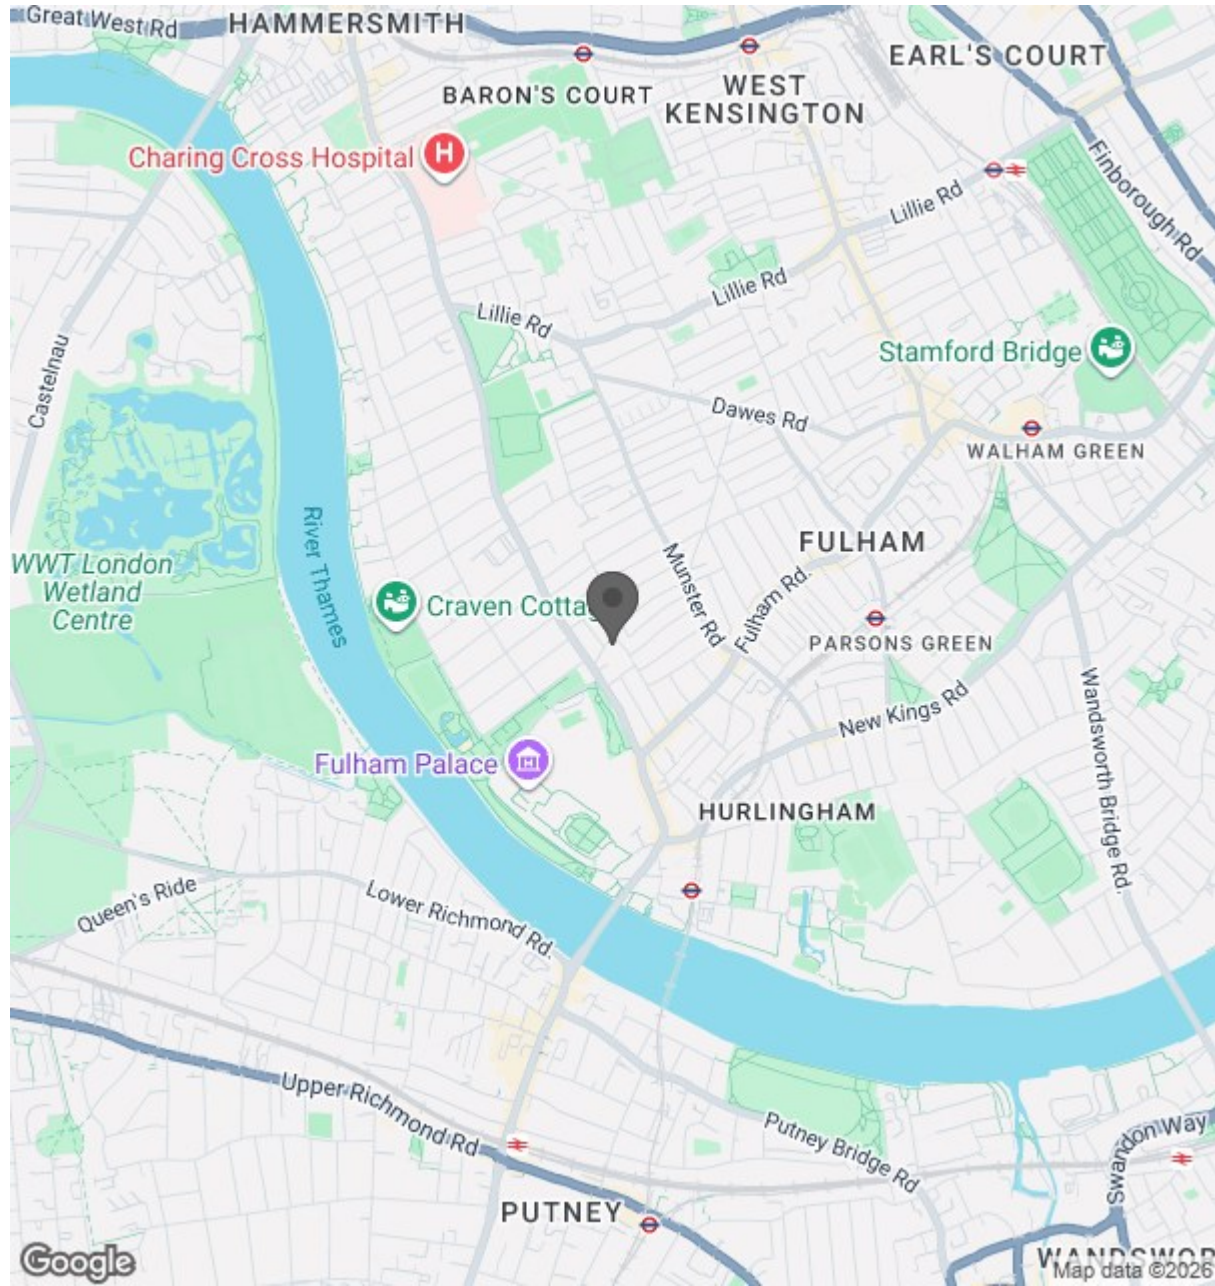 Great West Rd
HAMMERSMITH
EARL'S COURT
BARON'S COURT
WEST
KENSINGTON
Charing Cross Hospital
H
Finborough Rd
Lillie Rd
Lillie Rd
Lillie Rd
Castelnau
Stamford Bridge
Dawes Rd
WALHAM GREEN
River Thames
FULHAM
WWT London
Wetland
Centre
Munster Rd
Fulham Rd.
Craven Cottag
PARSONS GREEN
Wandsworth Bridge Rd.
New Kings Rd
Fulham Palace
HURLINGHAM
Queen's Ride
Lower Richmond Rd.
Upper Richmond Rd
Putney Bridge Rd
Swandon Way
PUTNEY
WANDSWOR
Google
Map data ©2026